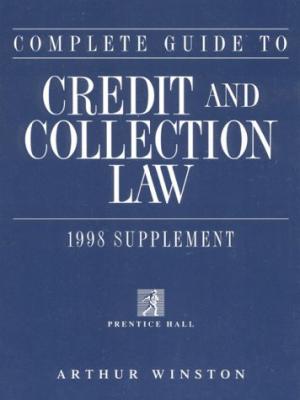 COMPLETE GUIDE TO
CREDIT AND
COLLECTION
LAW
1998 SUPPLEMENT
PRENTICE HALL
ARTHUR WINSTON